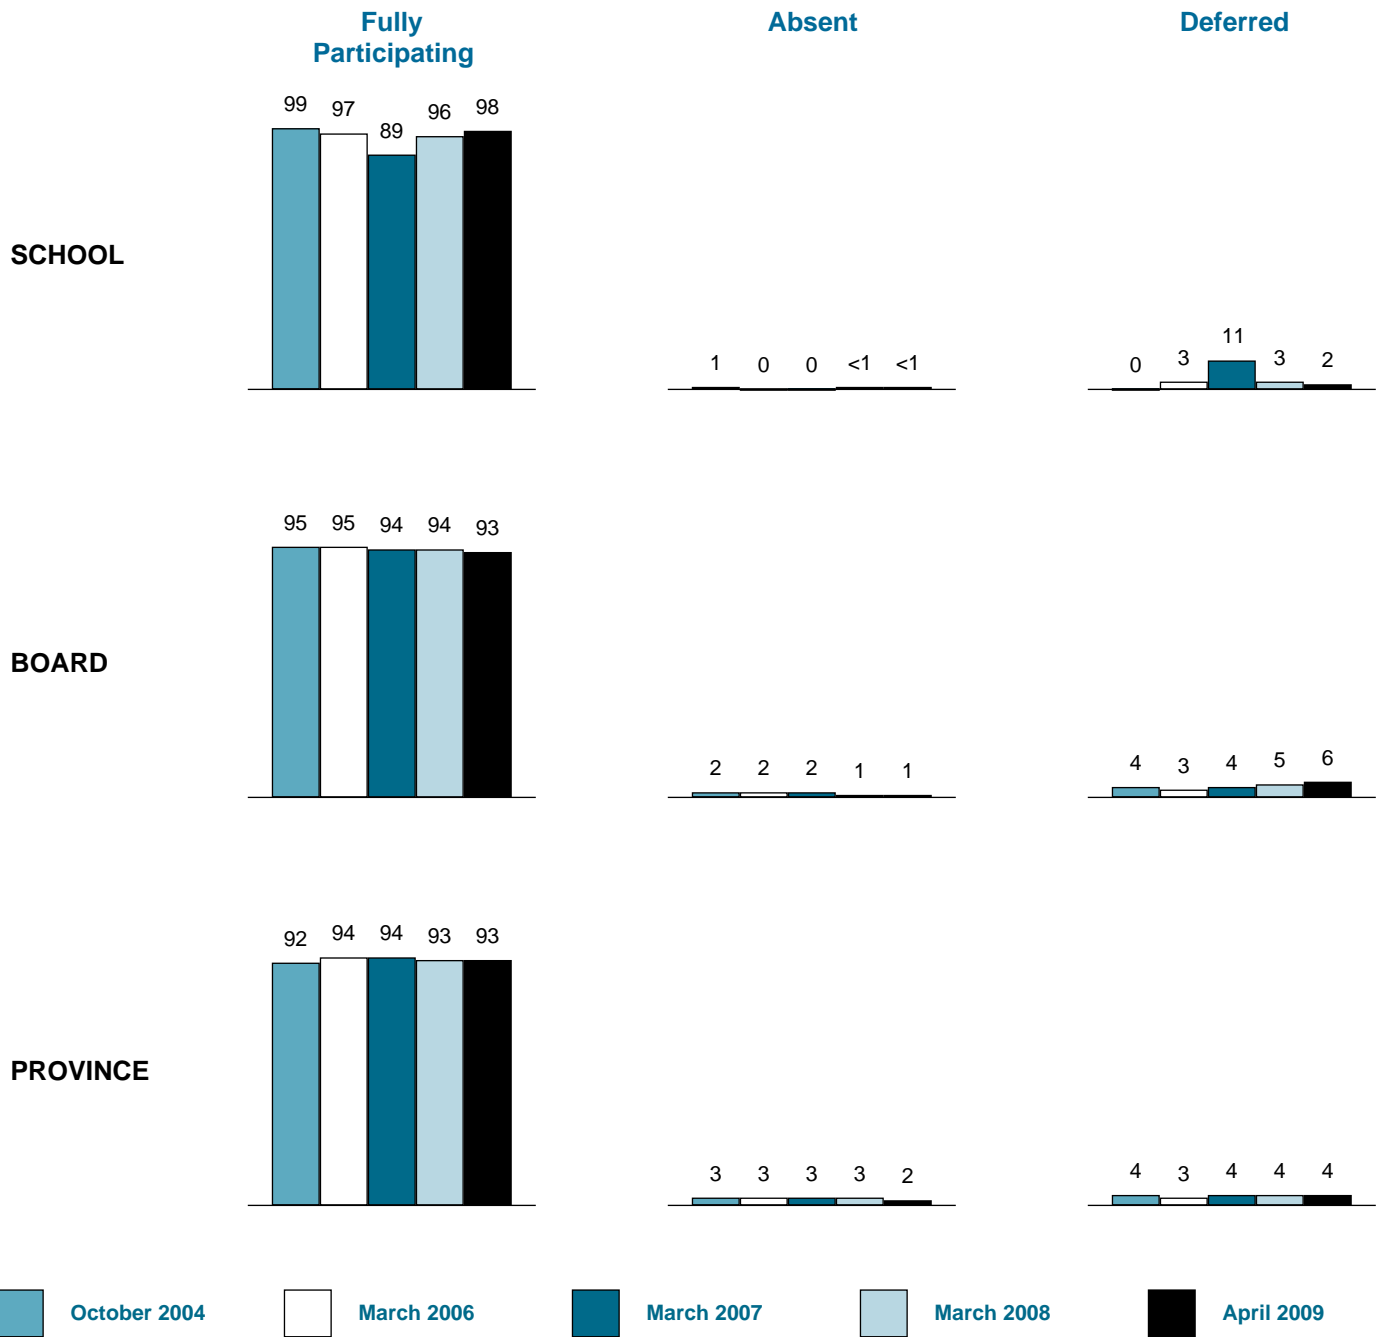 Fully
Participating
Absent
Deferred
SCHOOL
99 97 89 96 98
1 0 0 <1 <1
0 3 11 3 2
BOARD
95 95 94 94 93
2 2 2 1 1
4 3 4 5 6
PROVINCE
92 94 94 93 93
3 3 3 3 2
4 3 4 4 4
October 2004
March 2006
March 2007
March 2008
April 2009